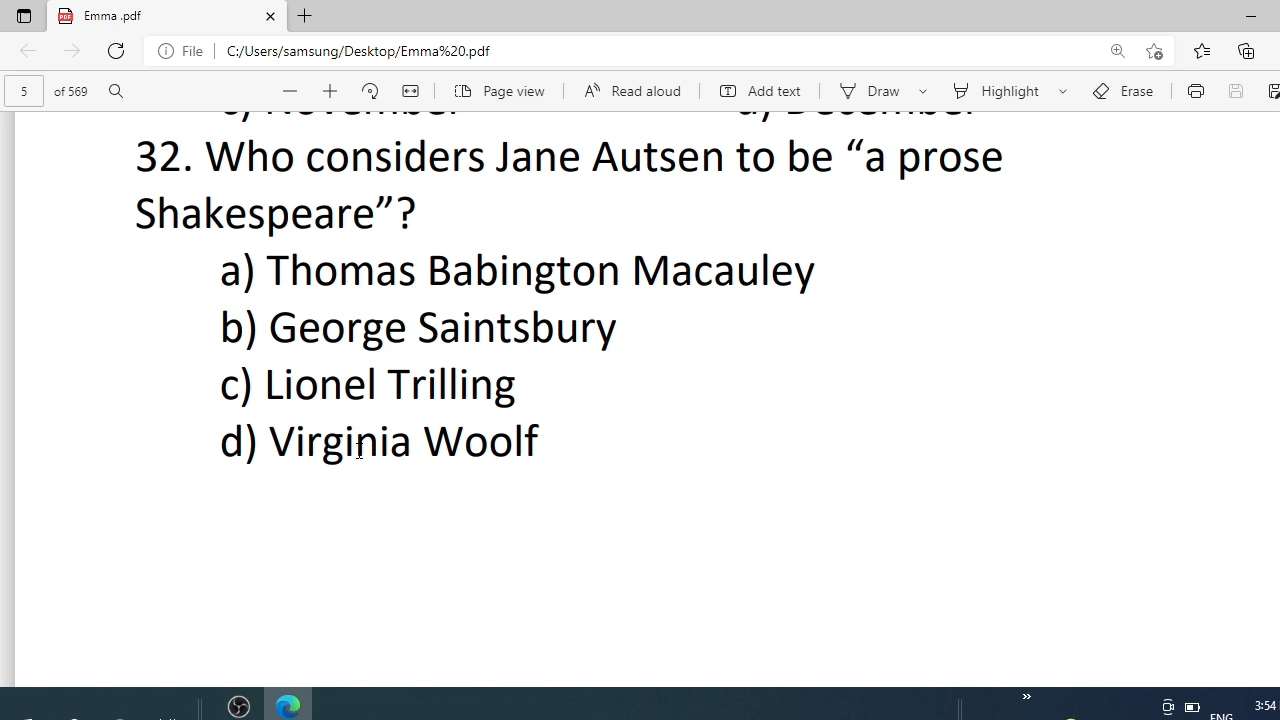 Emma .pdf
File C:/Users/samsung/Desktop/Emma%20.pdf
5 of 569 Page view Read aloud Add text Draw Highlight Erase
c) November d) December
32. Who considers Jane Autsen to be “a prose
Shakespeare”?
a) Thomas Babington Macauley
b) George Saintsbury
c) Lionel Trilling
d) Virginia Woolf
3:54
ENG